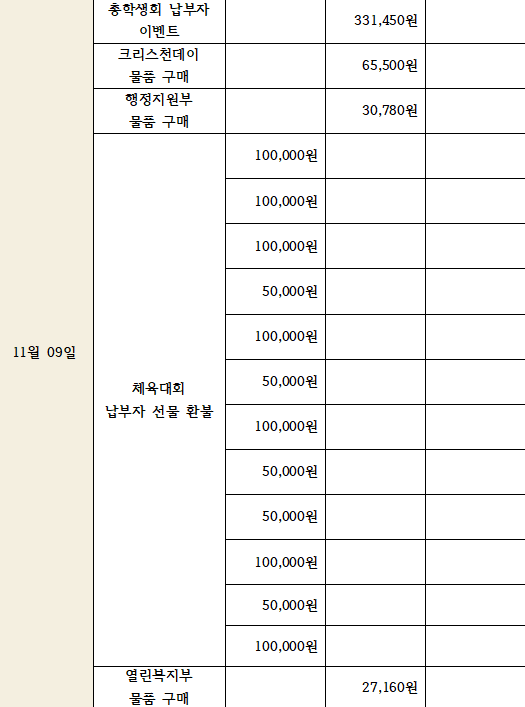 총학생회 납부자
이벤트
331,450원
크리스천데이
물품 구매
65,500원
행정지원부
물품 구매
30,780원
11월 09일
체육대회
납부자 선물 환불
100,000원
100,000원
100,000원
50,000원
100,000원
50,000원
100,000원
50,000원
50,000원
100,000원
50,000원
100,000원
열린복지부
물품 구매
27,160원